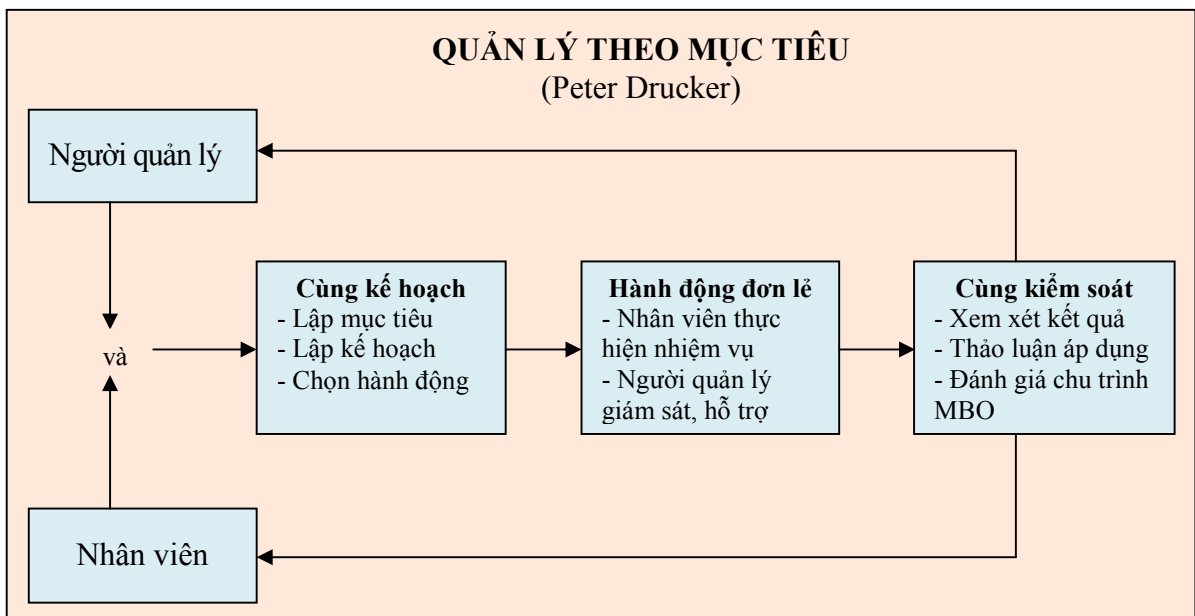 QUẢN LÝ THEO MỤC TIÊU
(Peter Drucker)
Người quản lý
và
Cùng kế hoạch
- Lập mục tiêu
- Lập kế hoạch
- Chọn hành động
Hành động đơn lẻ
- Nhân viên thực
hiện nhiệm vụ
- Người quản lý
giám sát, hỗ trợ
Cùng kiểm soát
- Xem xét kết quả
- Thảo luận áp dụng
- Đánh giá chu trình
MBO
Nhân viên